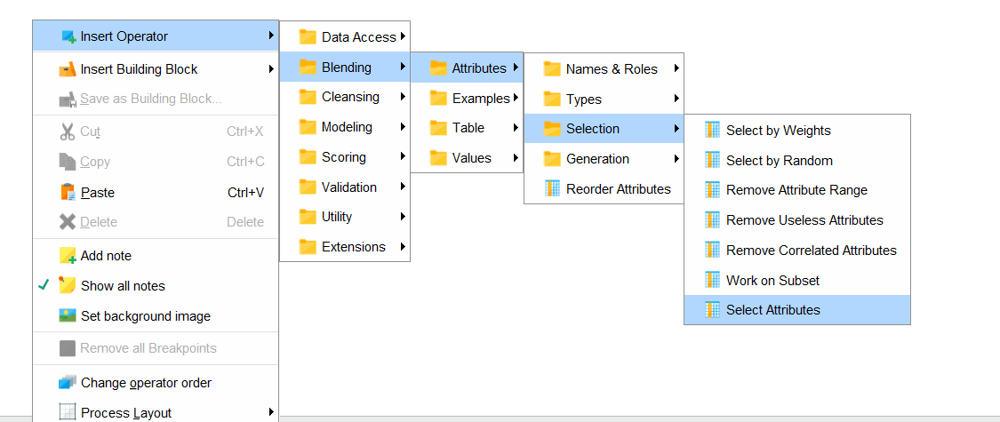 Insert Operator
Insert Building Block
Save as Building Block...
Cut Ctrl+X
Copy Ctrl+C
Paste Ctrl+V
Delete Delete
Add note
Show all notes
Set background image
Remove all Breakpoints
Change operator order
Process Layout
Data Access
Blending
Cleansing
Modeling
Scoring
Validation
Utility
Extensions
Attributes
Examples
Table
Values
Names & Roles
Types
Selection
Generation
Reorder Attributes
Select by Weights
Select by Random
Remove Attribute Range
Remove Useless Attributes
Remove Correlated Attributes
Work on Subset
Select Attributes